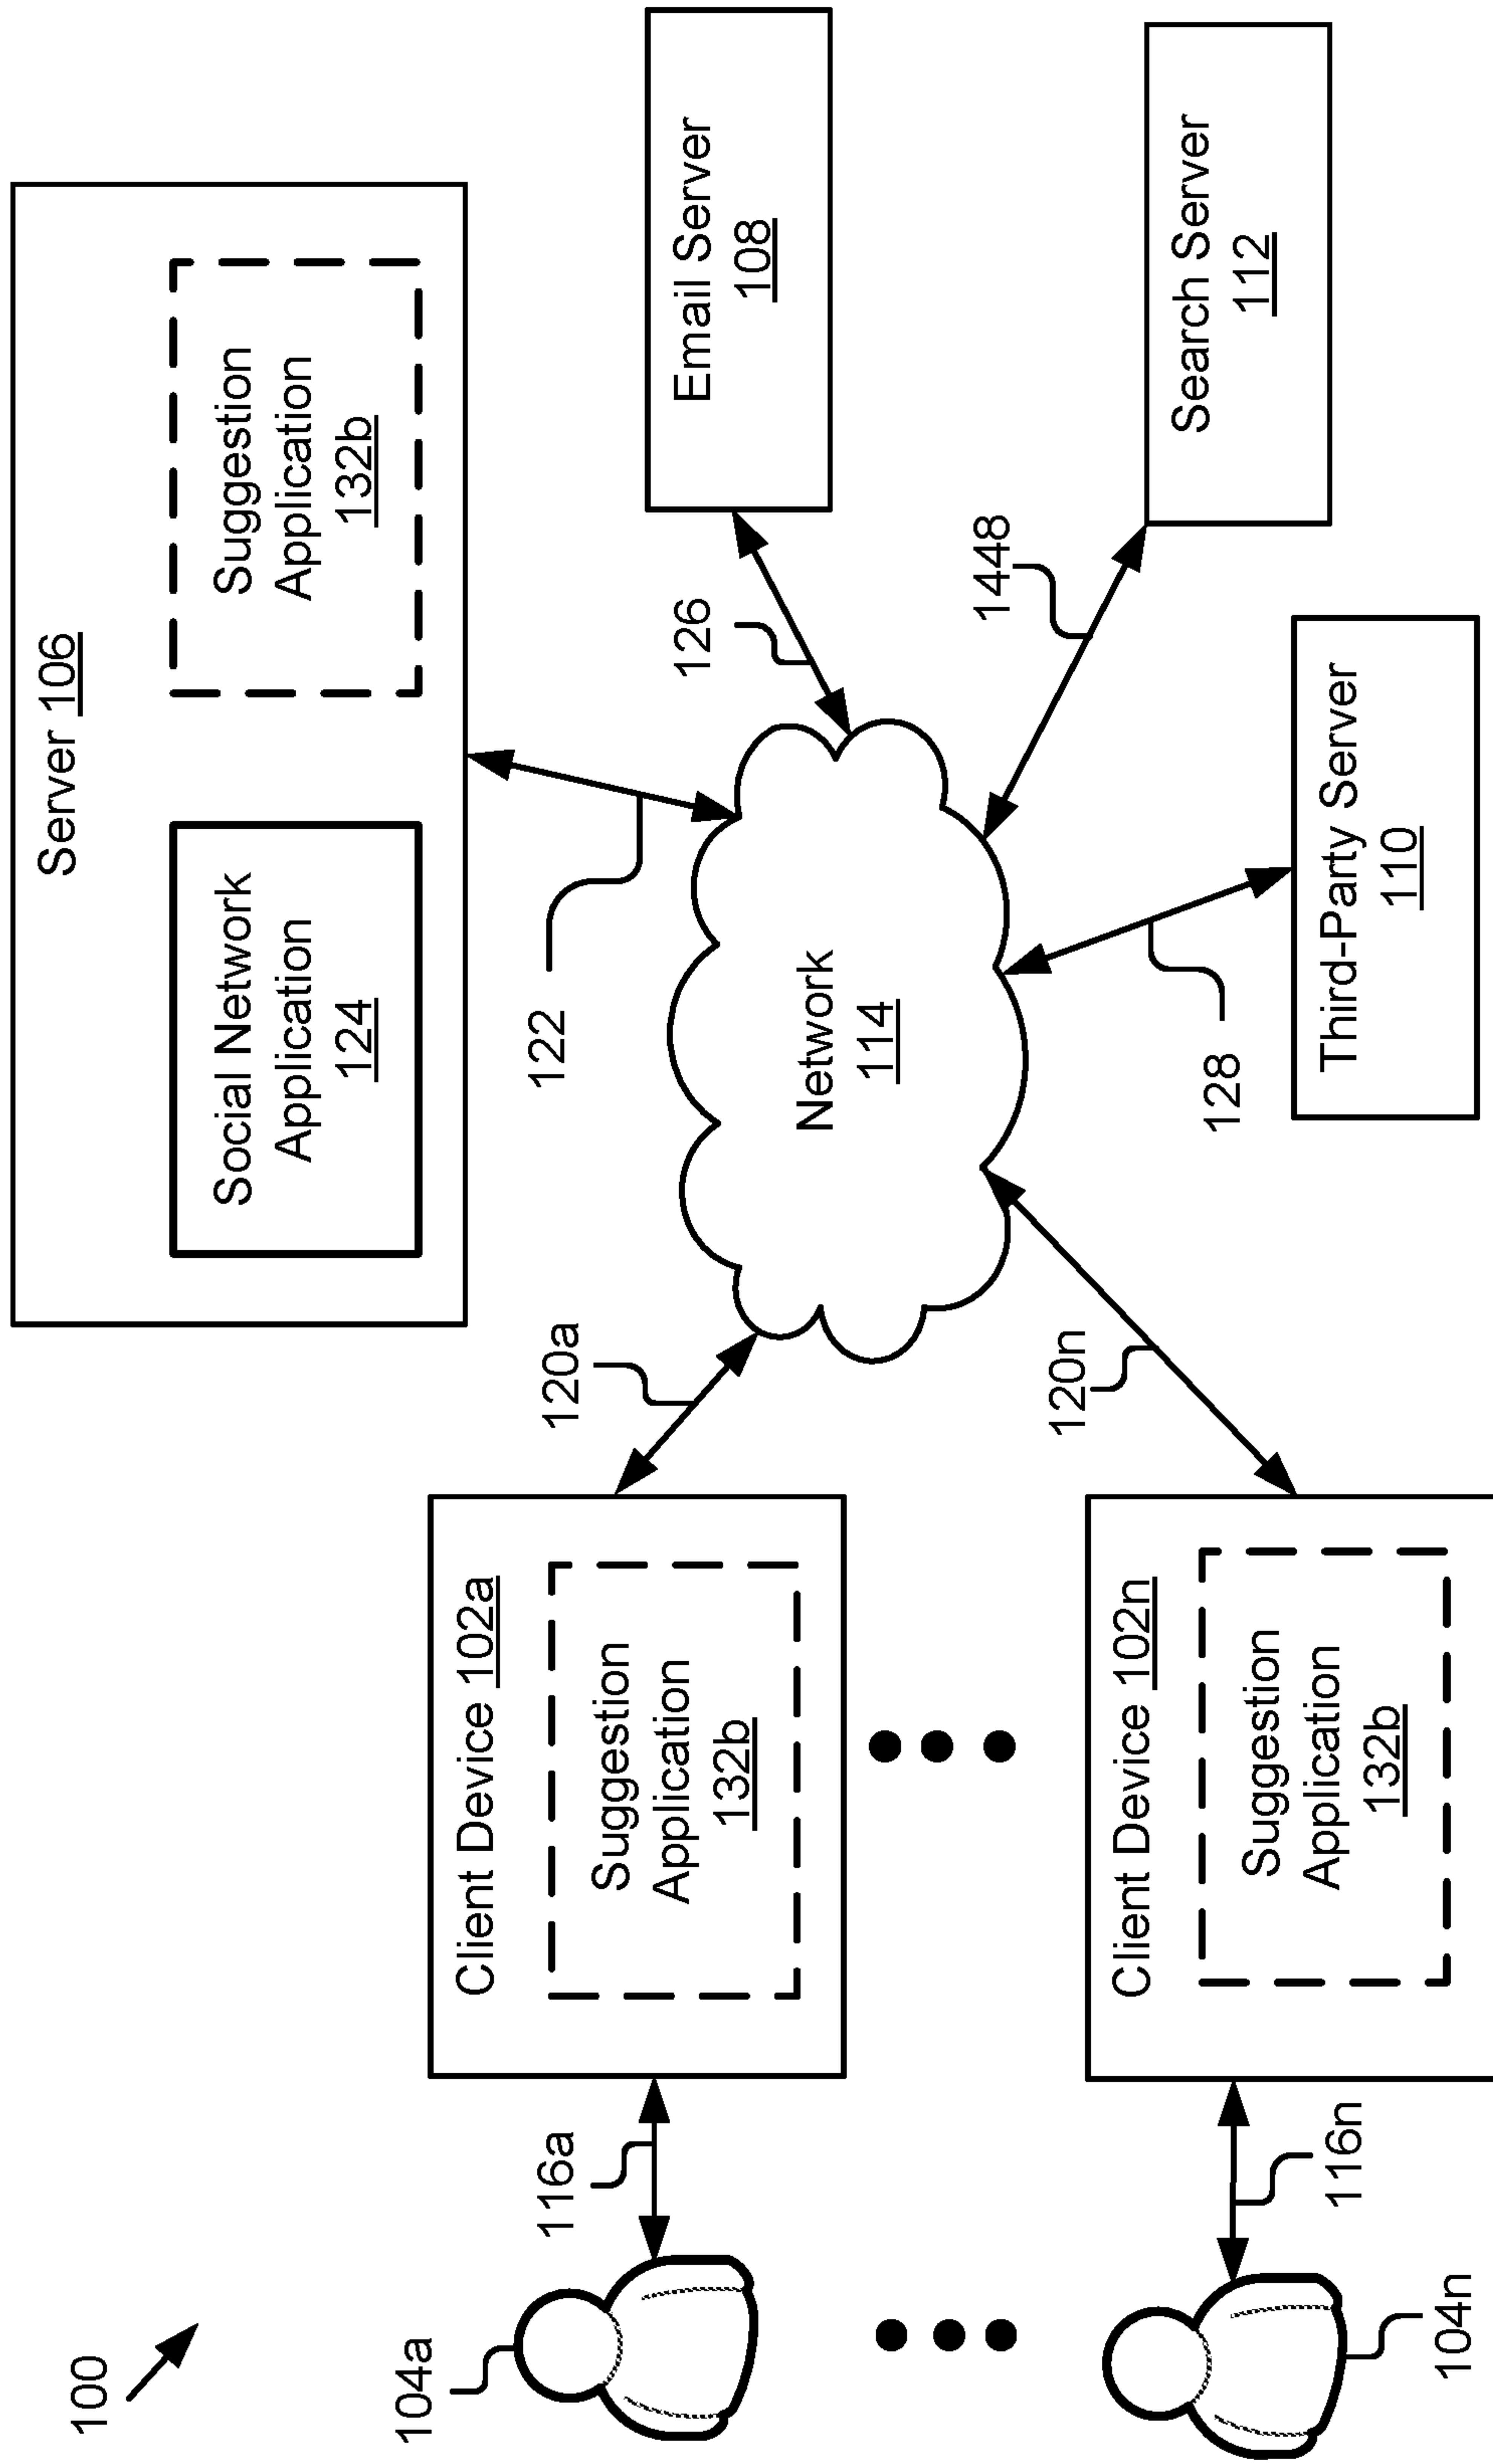 100
Server 106
Social Network
Application
124
Suggestion
Application
132b
104a
116a
Client Device 102a
Suggestion
Application
132b
120a
122
Network
114
126
Email Server
108
1448
Search Server
112
128
Third-Party Server
110
120n
Client Device 102n
Suggestion
Application
132b
116n
104n